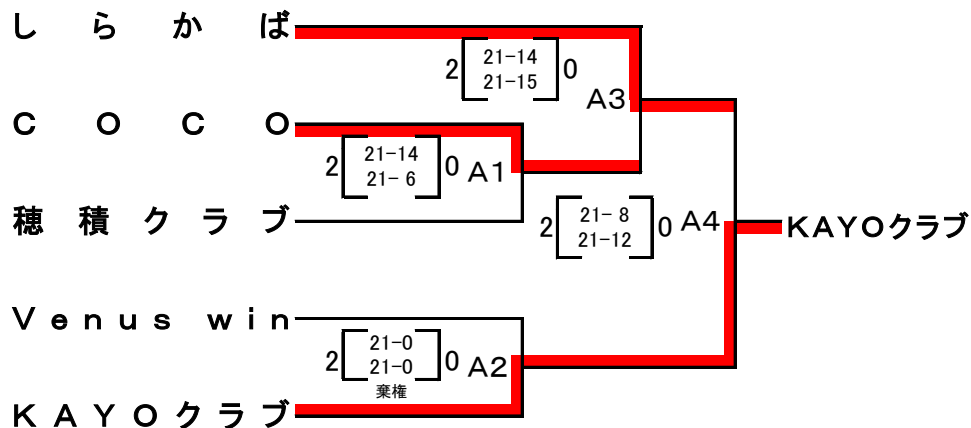 しらかば
2 21-14 0
21-15
A3
ＣＯＣＯ
2 21-14 0
21- 6
A1
穂積クラブ
2 21- 8 0
21-12
A4
KAYOクラブ
Ｖｅｎｕｓ ｗｉｎ
2 21-0 0
21-0
棄権
A2
ＫＡＹＯクラブ